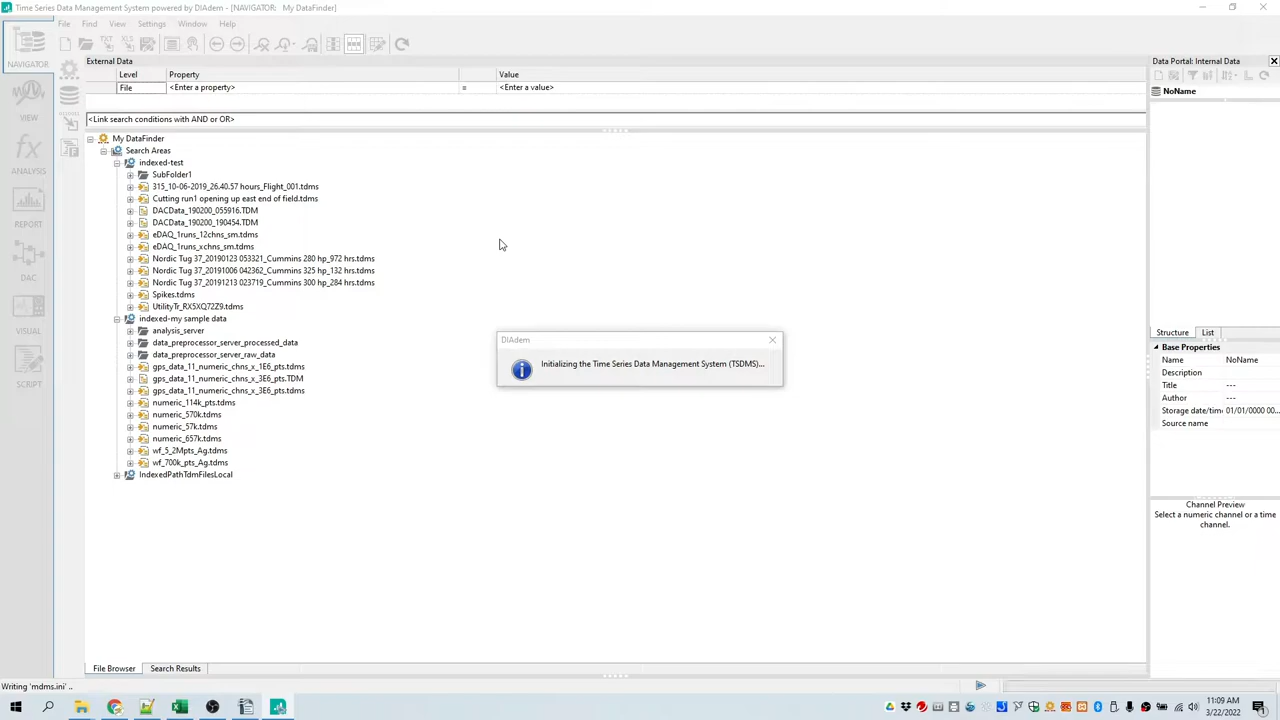 Time Series Data Management System powered by DIAdem - [NAVIGATOR:   My DataFinder]
File Find View Settings Window Help
TXT XLS
NAVIGATOR
VIEW
ANALYSIS
REPORT
DAC
VISUAL
SCRIPT
External Data
Level Property Value
File <Enter a property> = <Enter a value>
<Link search conditions with AND or OR>
My DataFinder
Search Areas
indexed-test
SubFolder1
315_10-06-2019_26.40.57 hours_Flight_001.tdms
Cutting run1 opening up east end of field.tdms
DACData_190200_055916.TDM
DACData_190200_190454.TDM
eDAQ_1runs_12chns_sm.tdms
eDAQ_1runs_xchns_sm.tdms
Nordic Tug 37_20190123 053321_Cummins 280 hp_972 hrs.tdms
Nordic Tug 37_20191006 042362_Cummins 325 hp_132 hrs.tdms
Nordic Tug 37_20191213 023719_Cummins 300 hp_284 hrs.tdms
Spikes.tdms
UtilityTr_RX5XQ72Z9.tdms
indexed-my sample data
analysis_server
data_preprocessor_server_processed_data
data_preprocessor_server_raw_data
gps_data_11_numeric_chns_x_1E6_pts.tdms
gps_data_11_numeric_chns_x_3E6_pts.TDM
gps_data_11_numeric_chns_x_3E6_pts.tdms
numeric_114k_pts.tdms
numeric_570k.tdms
numeric_57k.tdms
numeric_657k.tdms
wf_5_2Mpts_Ag.tdms
wf_700k_pts_Ag.tdms
IndexedPathTdmFilesLocal
DIAdem
Initializing the Time Series Data Management System (TSDMS)...
Data Portal: Internal Data
NoName
Structure List
Base Properties
Name NoName
Description
Title ---
Author ---
Storage date/time 01/01/0000 00...
Source name
Channel Preview
Select a numeric channel or a time
channel.
File Browser Search Results
Writing 'mdms.ini' ..
11:09 AM
3/22/2022